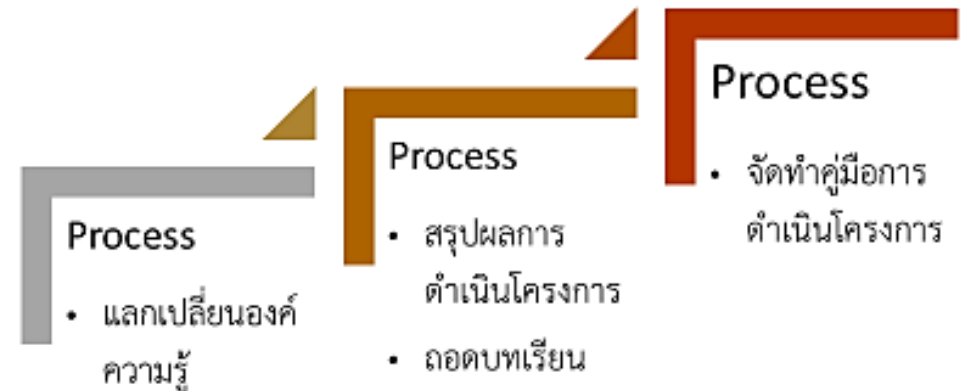 Process
• แลกเปลี่ยนองค์
ความรู้
Process
• สรุปผลการ
ดำเนินโครงการ
• ถอดบทเรียน
Process
• จัดทำคู่มือการ
ดำเนินโครงการ